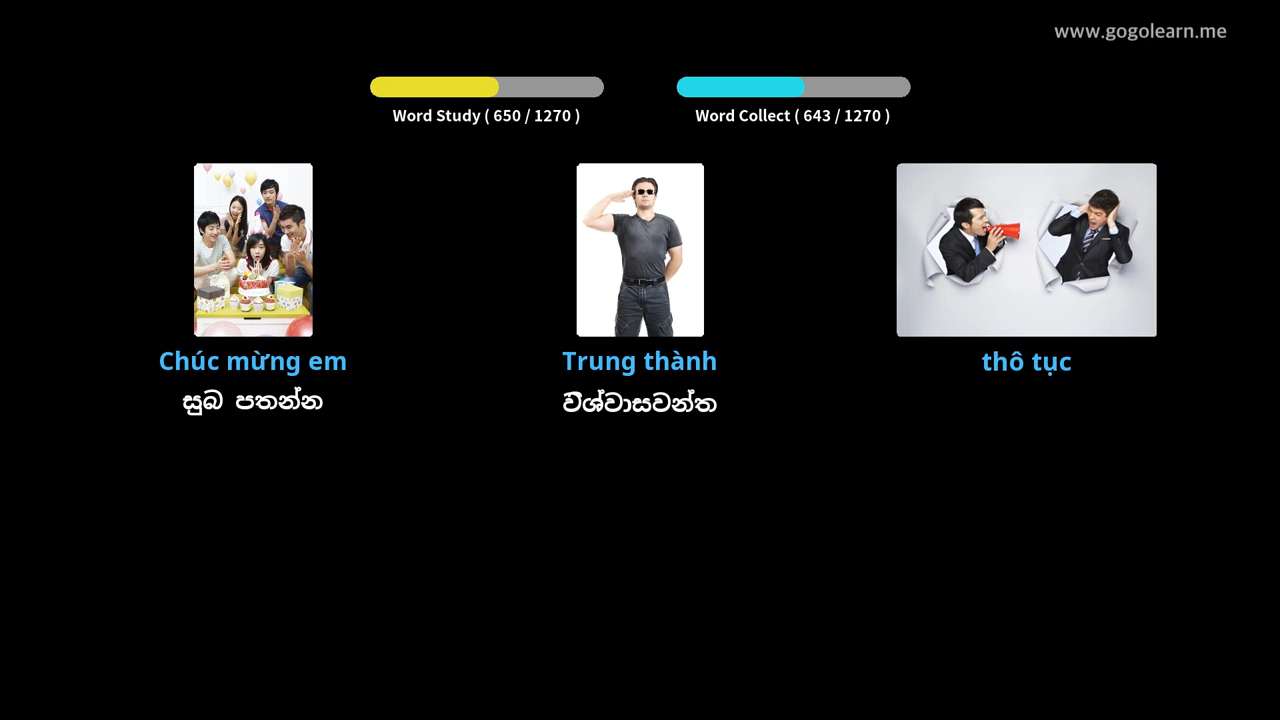 www.gogolearn.me
Word Study ( 650 / 1270 )
Word Collect ( 643 / 1270 )
Chúc mừng em
Trung thành
thô tục
සුබ පතන්න
විශ්වාසවන්ත